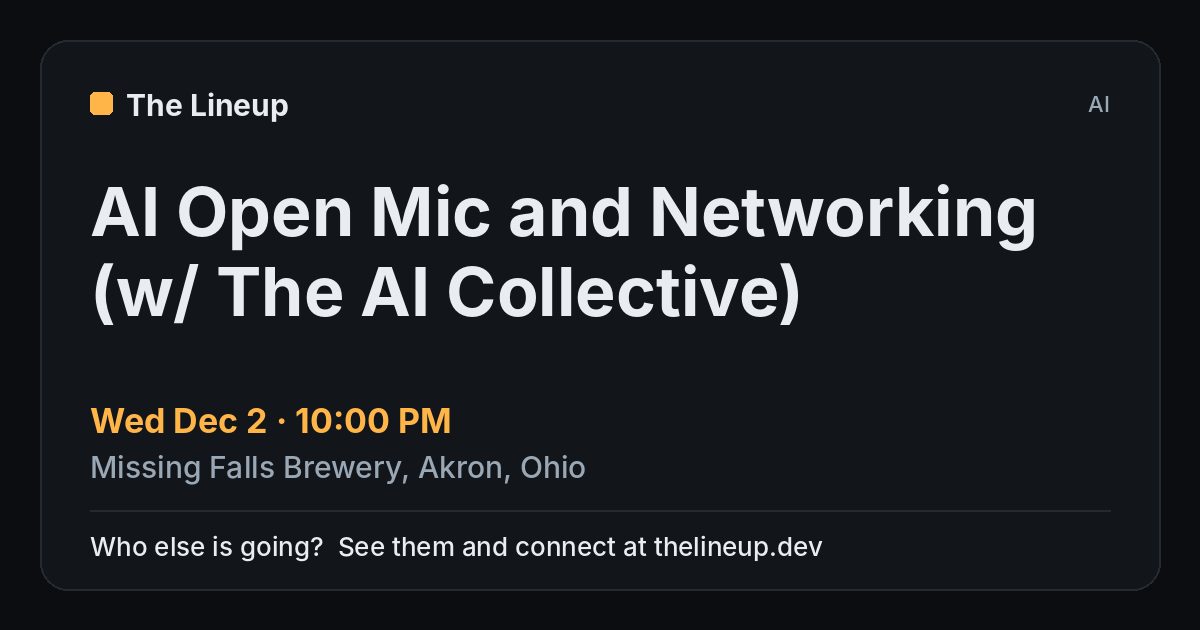 The Lineup
AI
AI Open Mic and Networking
(w/ The AI Collective)
Wed Dec 2 · 10:00 PM
Missing Falls Brewery, Akron, Ohio
Who else is going? See them and connect at thelineup.dev